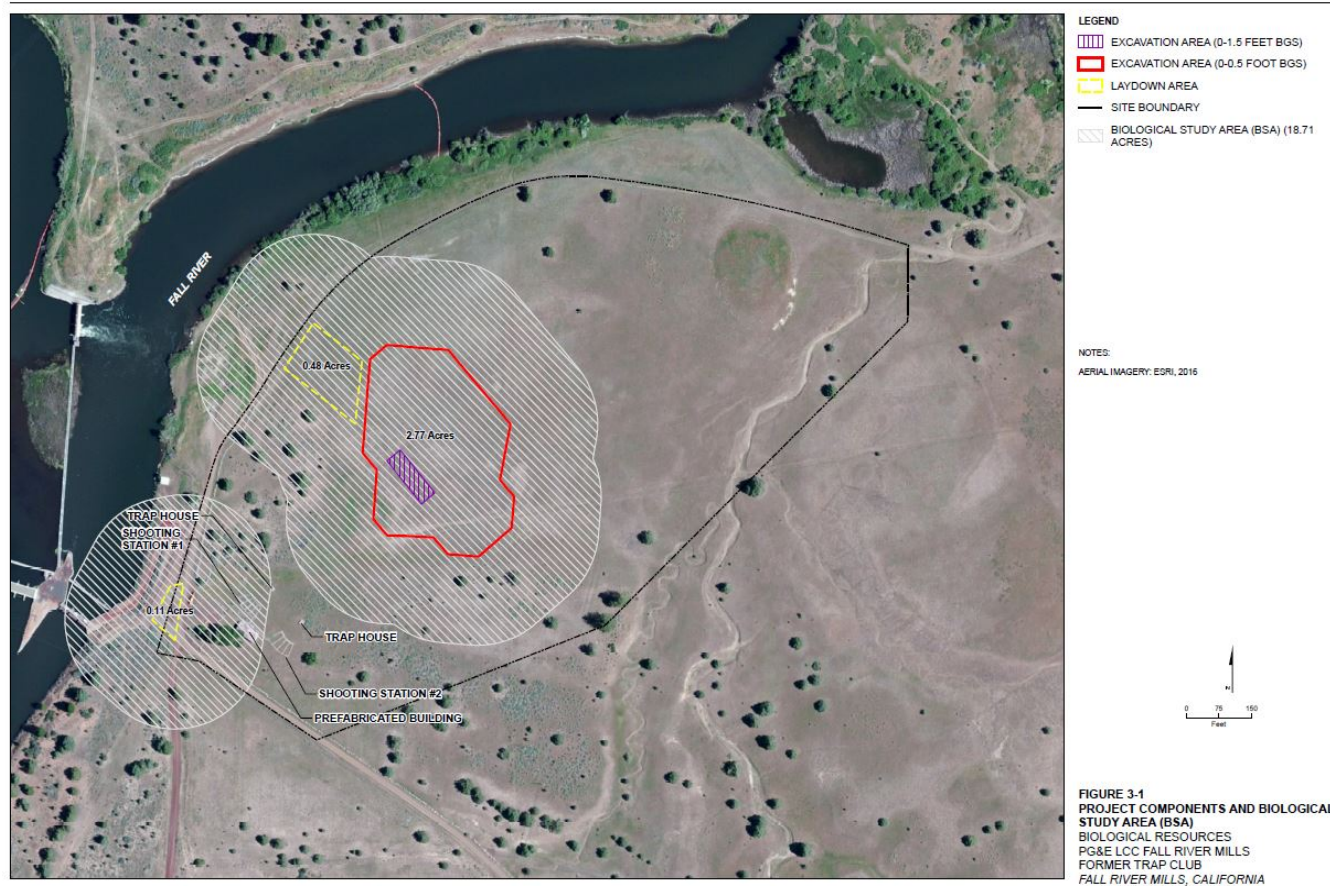 LEGEND
EXCAVATION AREA (0-1.5 FEET BGS)
EXCAVATION AREA (0-0.5 FOOT BGS)
LAYDOWN AREA
SITE BOUNDARY
BIOLOGICAL STUDY AREA (BSA) (18.71
ACRES)
NOTES:
AERIAL IMAGERY: ESRI, 2016
FALL RIVER
0.48 Acres
2.77 Acres
TRAP HOUSE
SHOOTING
STATION #1
0.11 Acres
TRAP HOUSE
SHOOTING STATION #2
PREFABRICATED BUILDING
N
0 75 150
Feet
FIGURE 3-1
PROJECT COMPONENTS AND BIOLOGICAL
STUDY AREA (BSA)
BIOLOGICAL RESOURCES
PG&E LCC FALL RIVER MILLS
FORMER TRAP CLUB
FALL RIVER MILLS, CALIFORNIA